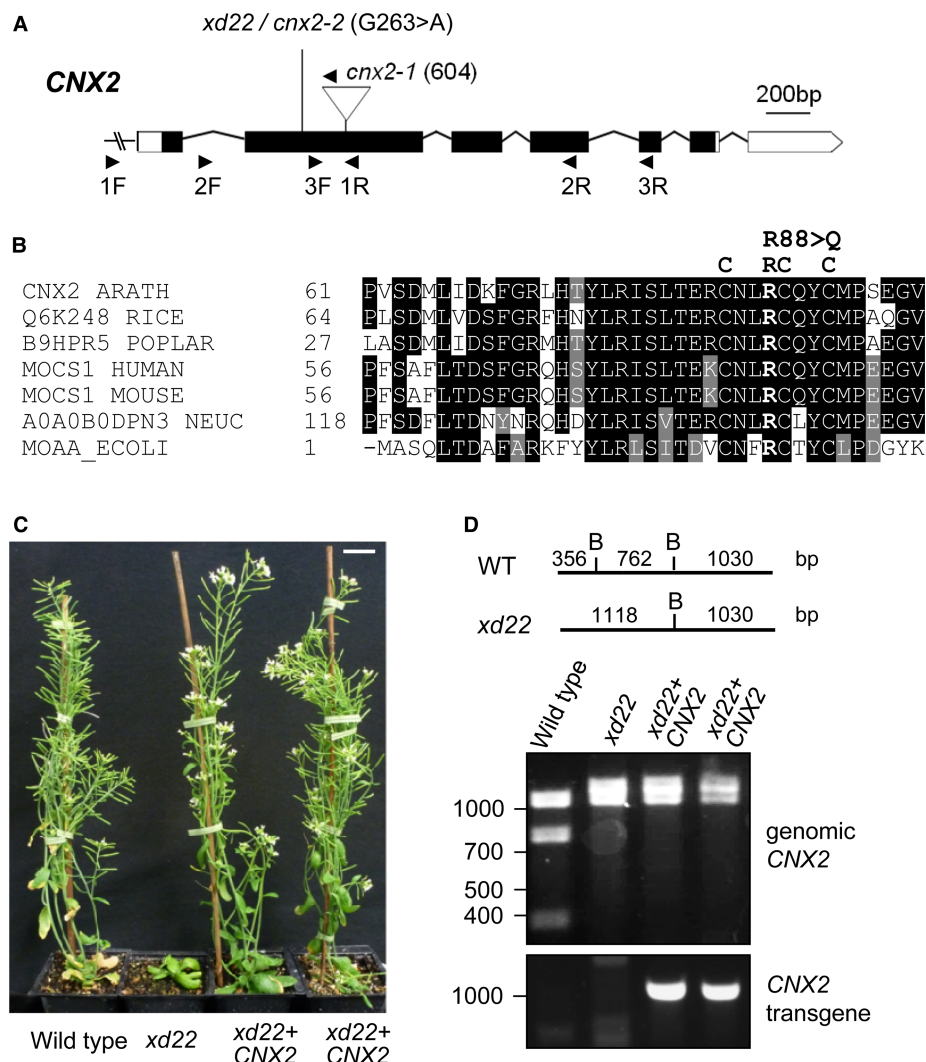 A
xd22 / cnx2-2 (G263>A)
cnx2-1 (604)
CNX2
200bp
1F 2F 3F 1R 2R 3R
B
R88>Q
C RC C
CNX2 ARATH 61 PVSDMLIDKFGRLHTYLRISLTERCNLRCQYCMPSEGV
Q6K248 RICE 64 PLSDMLVDSFGRFHNYLRISLTERCNLRCQYCMPAQGV
B9HPR5 POPLAR 27 LASDMLIDSFGRMHTYLRISLTERCNLRCQYCMPAEGV
MOCS1 HUMAN 56 PFSAFLTDSFGRQHSYLRISLTEKCNLRCQYCMPEEGV
MOCS1 MOUSE 56 PFSAFLTDSFGRQHSYLRISLTEKCNLRCQYCMPEEGV
A0A0B0DPN3 NEUC 118 PFSDFLTDNYNRQHDYLRISVTERCNLRCLYCMPEEGV
MOAA_ECOLI 1 -MASQLTDAFARKFYYLRLSITDVCNFRCTYCLPDGYK
C
Wild type xd22 xd22+ CNX2 xd22+ CNX2
D
B B
WT 356 762 1030 bp
B
xd22 1118 1030 bp
Wild type xd22 xd22+ CNX2 xd22+ CNX2
1000
700
500
400
genomic
CNX2
1000
CNX2
transgene